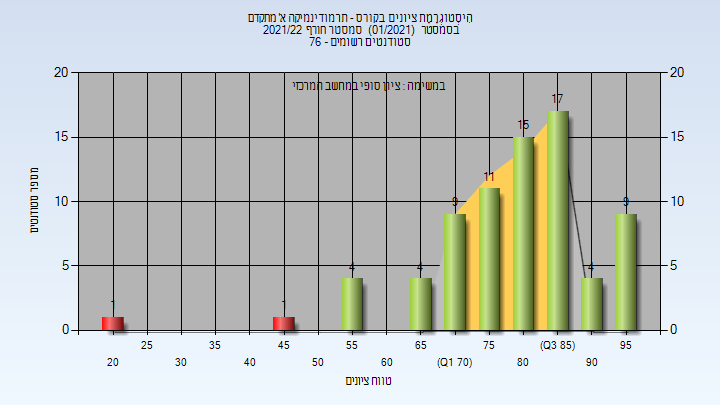 היסטוגרמת ציונים בקורס - תרמודינמיקה א' מתקדם
בסמסטר (01/2021) סמסטר חורף 2021/22
סטודנטים רשומים - 76
במשימה : ציון סופי במחשב המרכזי
20 20
15 15
10 10
5 5
0 0
1 1 4 4 9 11 15 17 4 9
מספר סטודנטים
25 35 45 55 65 75 (Q3 85) 95
20 30 40 50 60 (Q1 70) 80 90
טווח ציונים